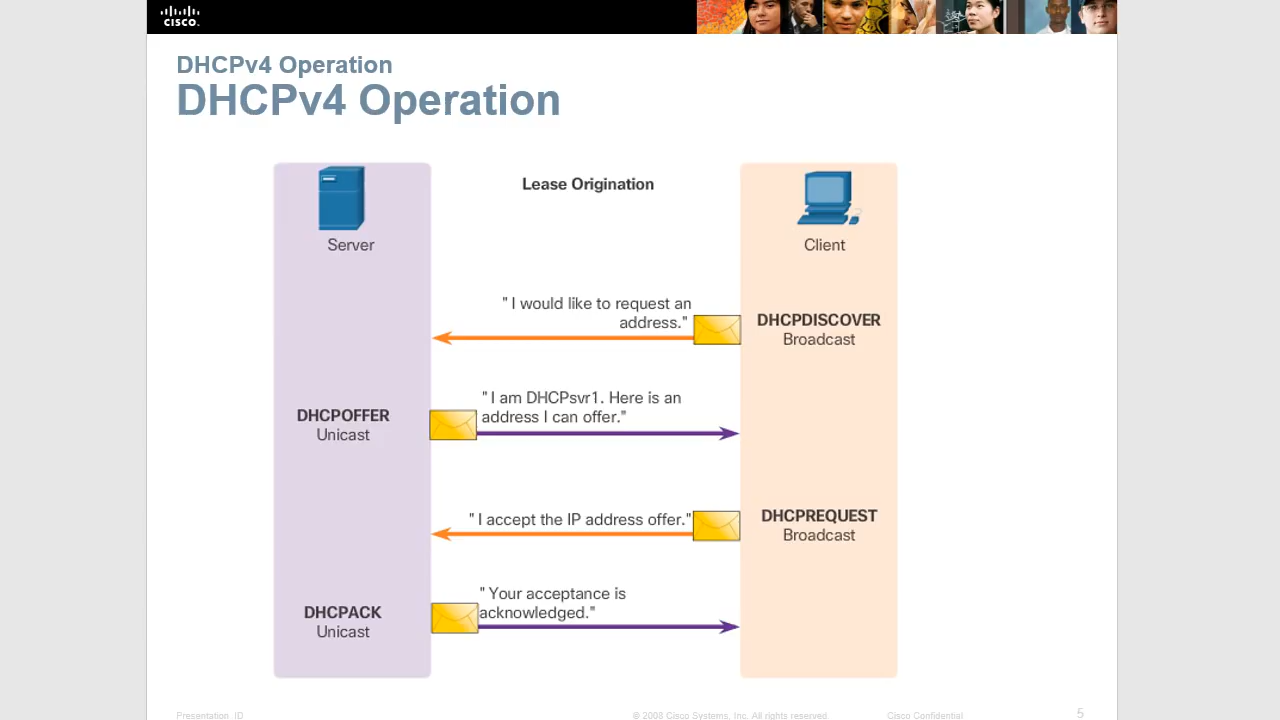 CISCO.
DHCPv4 Operation
DHCPv4 Operation
Lease Origination
Server
Client
" I would like to request an
address."
DHCPDISCOVER
Broadcast
" I am DHCPsvr1. Here is an
address I can offer."
DHCPOFFER
Unicast
" I accept the IP address offer."
DHCPREQUEST
Broadcast
" Your acceptance is
acknowledged."
DHCPACK
Unicast
Presentation_ID
© 2008 Cisco Systems, Inc. All rights reserved.
Cisco Confidential
5